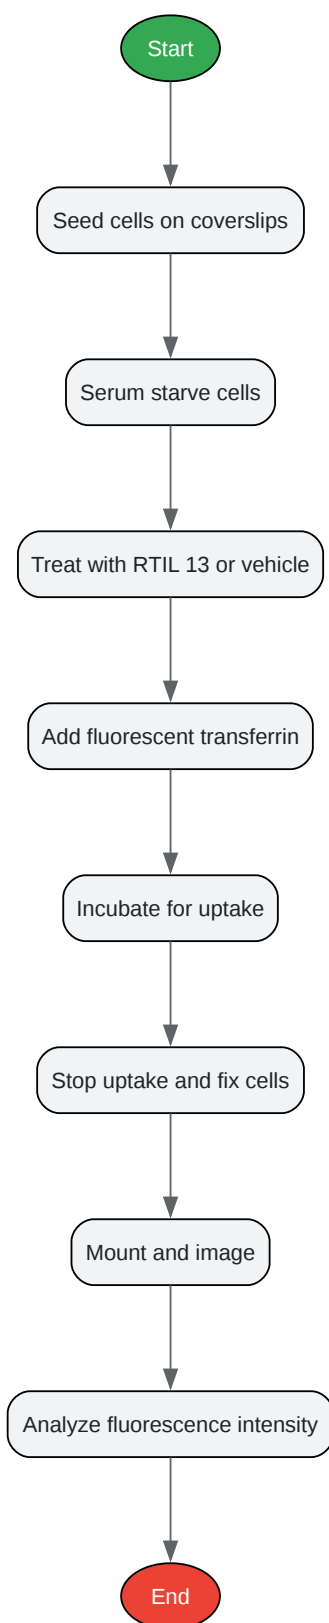 Start
Seed cells on coverslips
Serum starve cells
Treat with RTIL 13 or vehicle
Add fluorescent transferrin
Incubate for uptake
Stop uptake and fix cells
Mount and image
Analyze fluorescence intensity
End